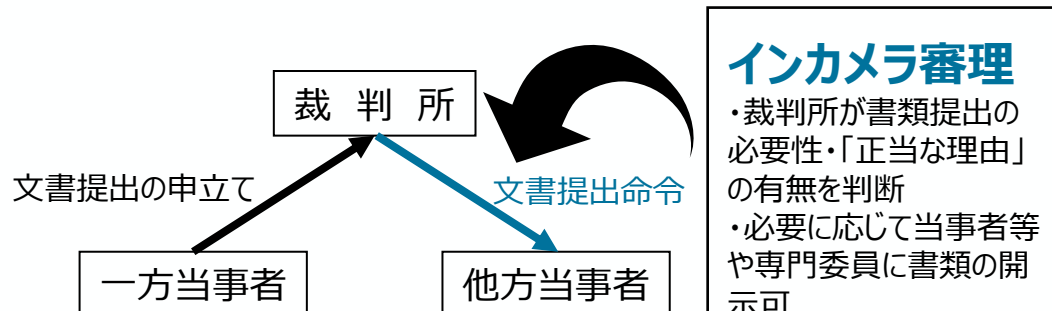 裁 判 所
文書提出の申立て
文書提出命令
一方当事者
他方当事者
インカメラ審理
・裁判所が書類提出の
必要性・「正当な理由」
の有無を判断
・必要に応じて当事者等
や専門委員に書類の開
示可